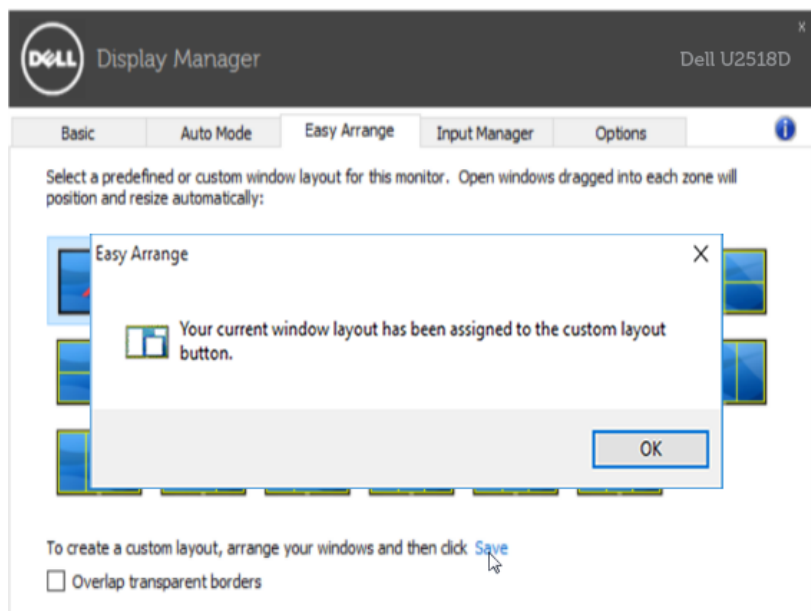 x
DELL Display Manager
Dell U2518D
Basic Auto Mode Easy Arrange Input Manager Options i
Select a predefined or custom window layout for this monitor. Open windows dragged into each zone will
position and resize automatically:
Easy Arrange X
Your current window layout has been assigned to the custom layout
button.
OK
To create a custom layout, arrange your windows and then click Save
Overlap transparent borders